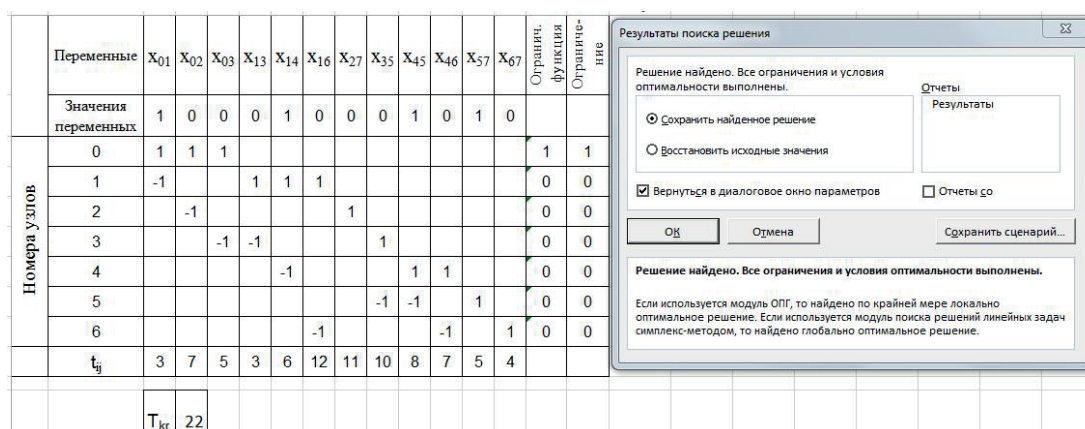 Переменные x01 x02 x03 x13 x14 x16 x27 x35 x45 x46 x57 x67 Огранич. функция Ограниче- ние
Значения переменных 1 0 0 0 1 0 0 0 1 0 1 0
Номера узлов
0 1 1 1 1 1
1 -1 1 1 1 0 0
2 -1 1 0 0
3 -1 -1 1 0 0
4 -1 1 1 0 0
5 -1 -1 1 0 0
6 -1 -1 1 0 0
tij 3 7 5 3 6 12 11 10 8 7 5 4
Tkr 22
Результаты поиска решения
Решение найдено. Все ограничения и условия
оптимальности выполнены.
Отчеты
Результаты
Сохранить найденное решение
Восстановить исходные значения
Вернуться в диалоговое окно параметров
Отчеты со
ОК
Отмена
Сохранить сценарий...
Решение найдено. Все ограничения и условия оптимальности выполнены.
Если используется модуль ОПГ, то найдено по крайней мере локально
оптимальное решение. Если используется модуль поиска решений линейных задач
симплекс-методом, то найдено глобально оптимальное решение.